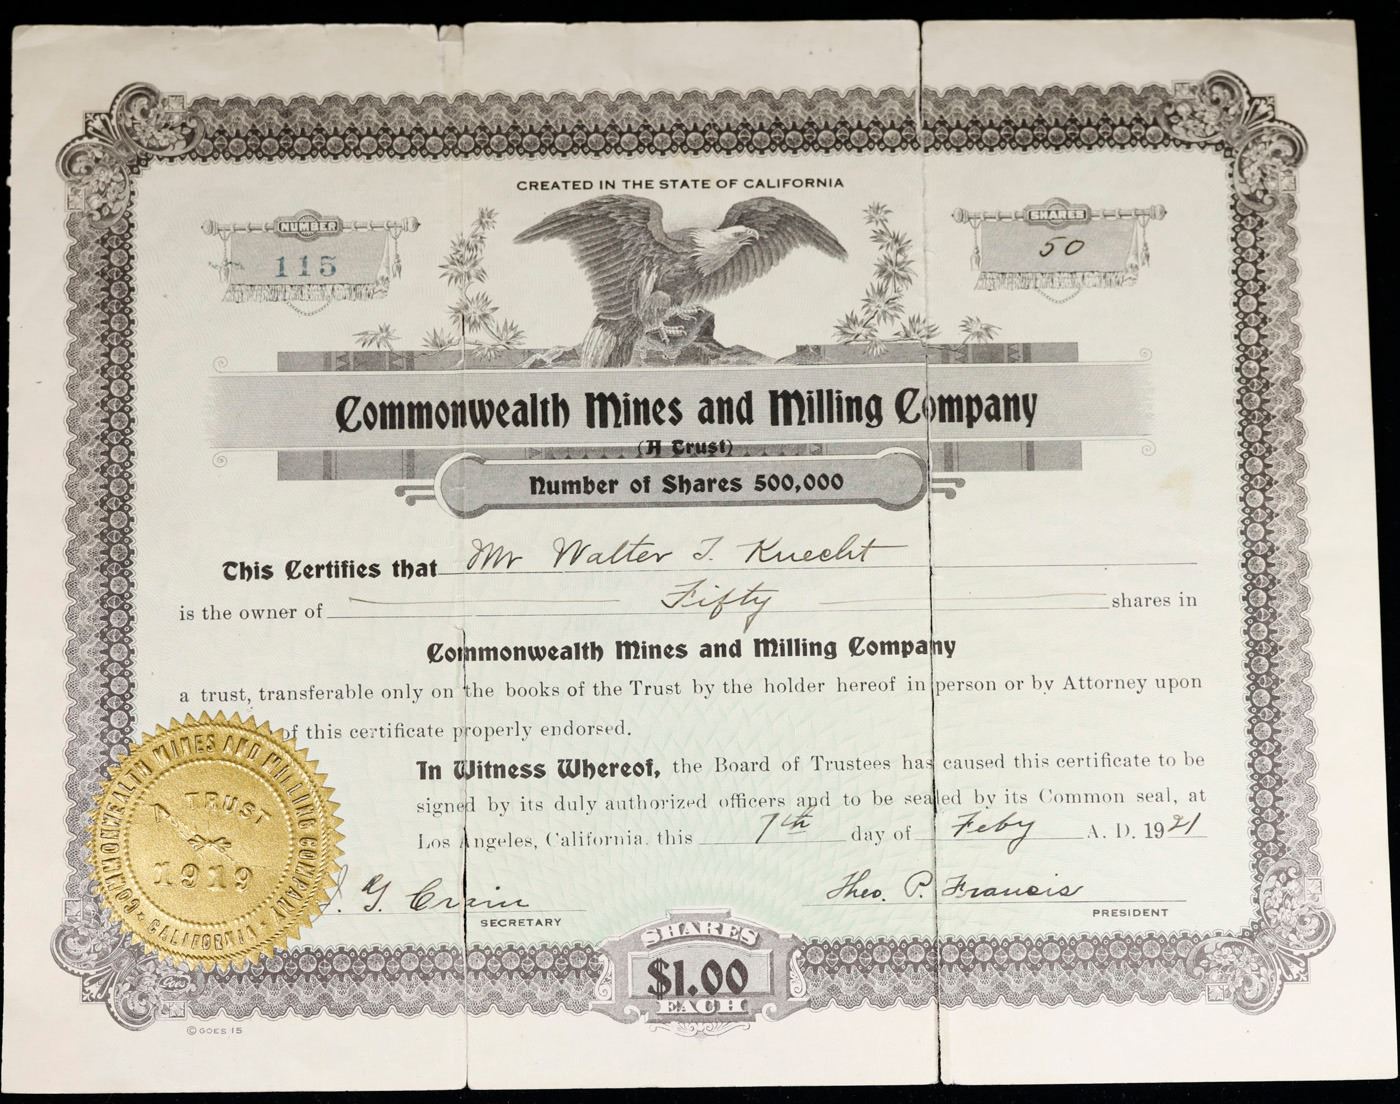 CREATED IN THE STATE OF CALIFORNIA
NUMBER
115
SHARES
50
Commonwealth Mines and Milling Company
(A Trust)
Number of Shares 500,000
This Certifies that Mr Walter T. Knecht
is the owner of Fifty shares in
Commonwealth Mines and Milling Company
a trust, transferable only on the books of the Trust by the holder hereof in person or by Attorney upon
of this certificate properly endorsed.
In Witness Whereof, the Board of Trustees has caused this certificate to be
signed by its duly authorized officers and to be sealed by its Common seal, at
Los Angeles, California, this 7th day of Feby A. D. 1921
COMMONWEALTH MINES AND MILLING COMPANY
A TRUST
1919
CALIFORNIA
G. Crain
SECRETARY
Theo. P. Francis
PRESIDENT
SHARES
$1.00
EACH
Goes
© GOES 15